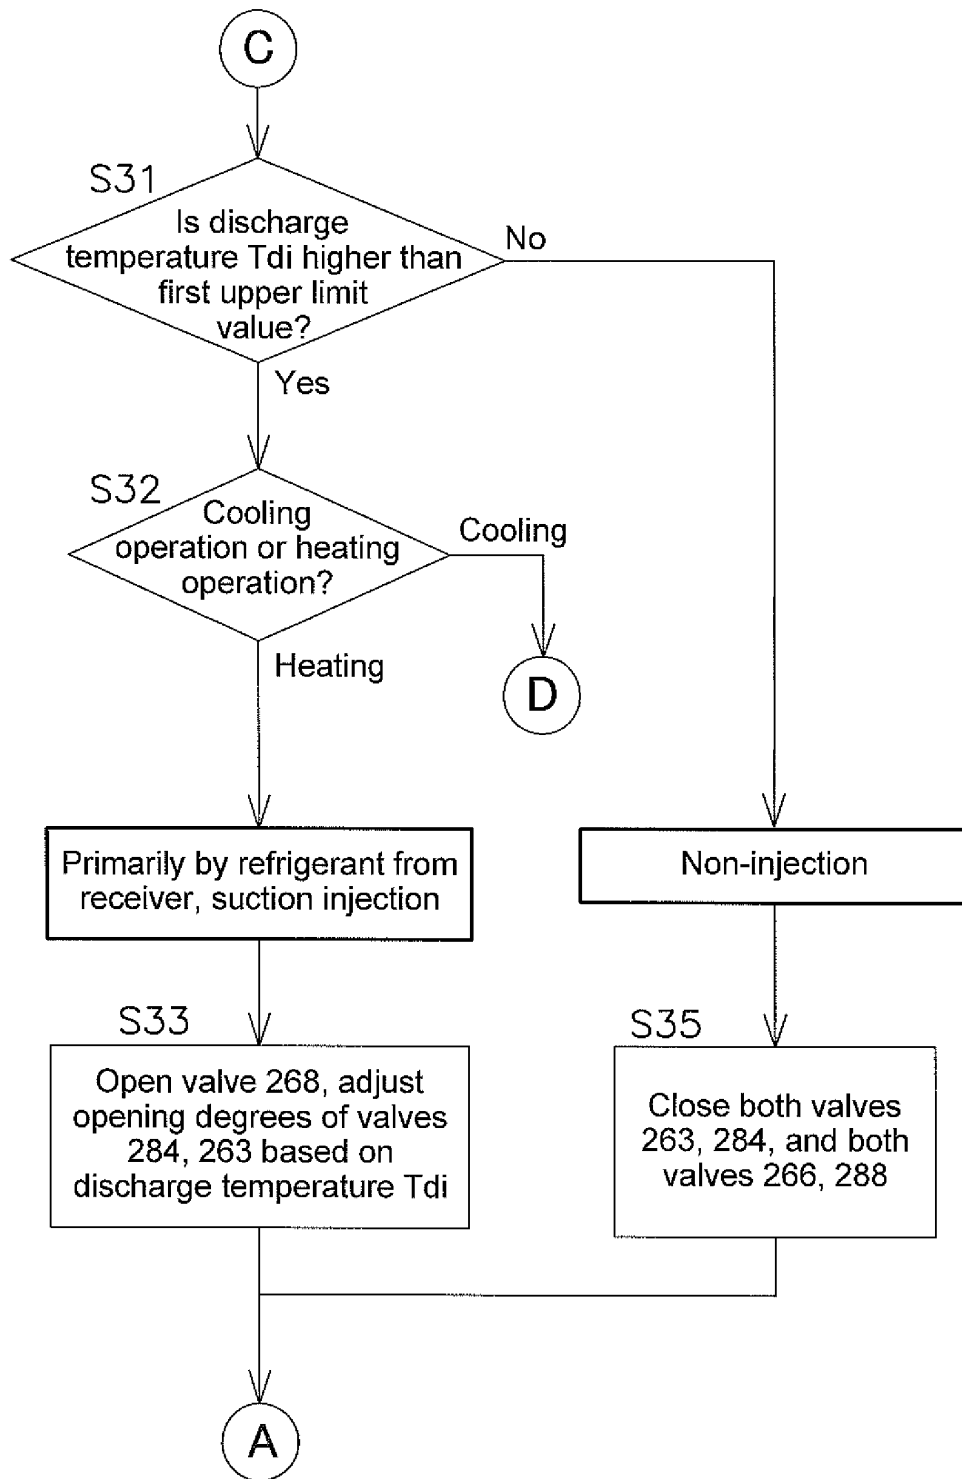 C
S31
Is discharge
temperature Tdi higher than
first upper limit
value?
No
Yes
S32
Cooling
operation or heating
operation?
Cooling
Heating
D
Primarily by refrigerant from
receiver, suction injection
Non-injection
S33
Open valve 268, adjust
opening degrees of valves
284, 263 based on
discharge temperature Tdi
S35
Close both valves
263, 284, and both
valves 266, 288
A